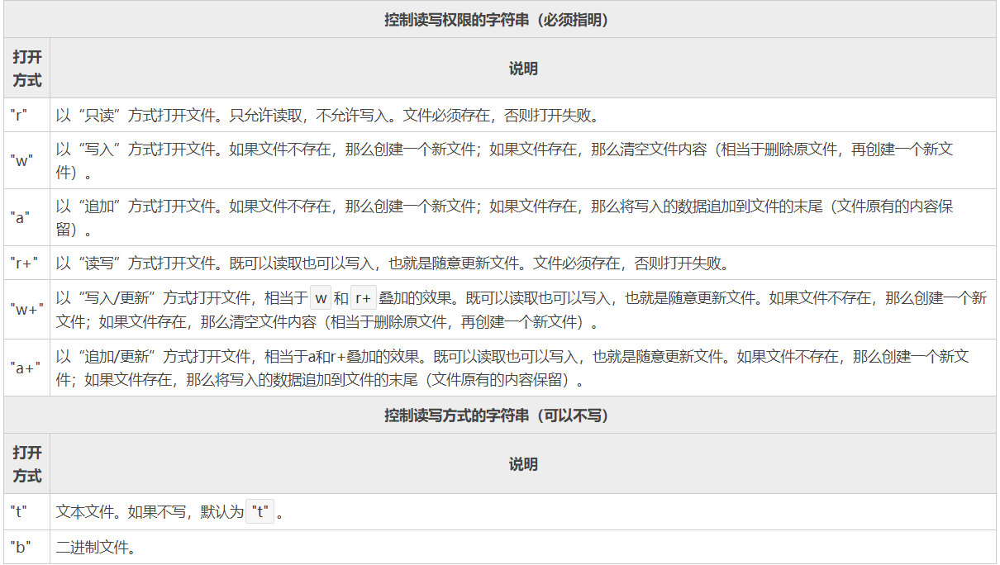 控制读写权限的字符串（必须指明）
打开
方式
说明
"r"
以“只读”方式打开文件。只允许读取，不允许写入。文件必须存在，否则打开失败。
"w"
以“写入”方式打开文件。如果文件不存在，那么创建一个新文件；如果文件存在，那么清空文件内容（相当于删除原文件，再创建一个新文
件）。
"a"
以“追加”方式打开文件。如果文件不存在，那么创建一个新文件；如果文件存在，那么将写入的数据追加到文件的末尾（文件原有的内容保
留）。
"r+"
以“读写”方式打开文件。既可以读取也可以写入，也就是随意更新文件。文件必须存在，否则打开失败。
"w+"
以“写入/更新”方式打开文件，相当于 w 和 r+ 叠加的效果。既可以读取也可以写入，也就是随意更新文件。如果文件不存在，那么创建一个新
文件；如果文件存在，那么清空文件内容（相当于删除原文件，再创建一个新文件）。
"a+"
以“追加/更新”方式打开文件，相当于a和r+叠加的效果。既可以读取也可以写入，也就是随意更新文件。如果文件不存在，那么创建一个新文
件；如果文件存在，那么将写入的数据追加到文件的末尾（文件原有的内容保留）。
控制读写方式的字符串（可以不写）
打开
方式
说明
"t"
文本文件。如果不写，默认为 "t" 。
"b"
二进制文件。